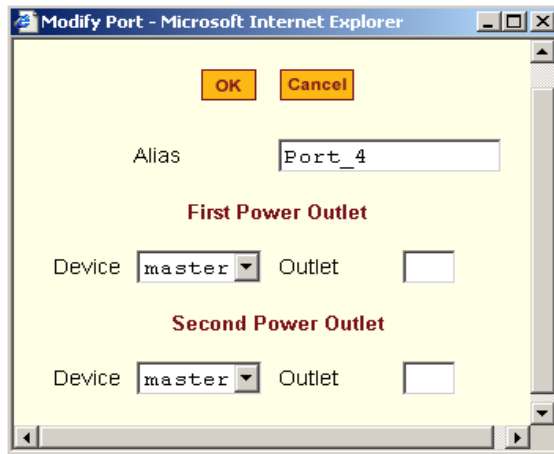 Modify Port - Microsoft Internet Explorer
OK Cancel
Alias Port_4
First Power Outlet
Device master Outlet
Second Power Outlet
Device master Outlet